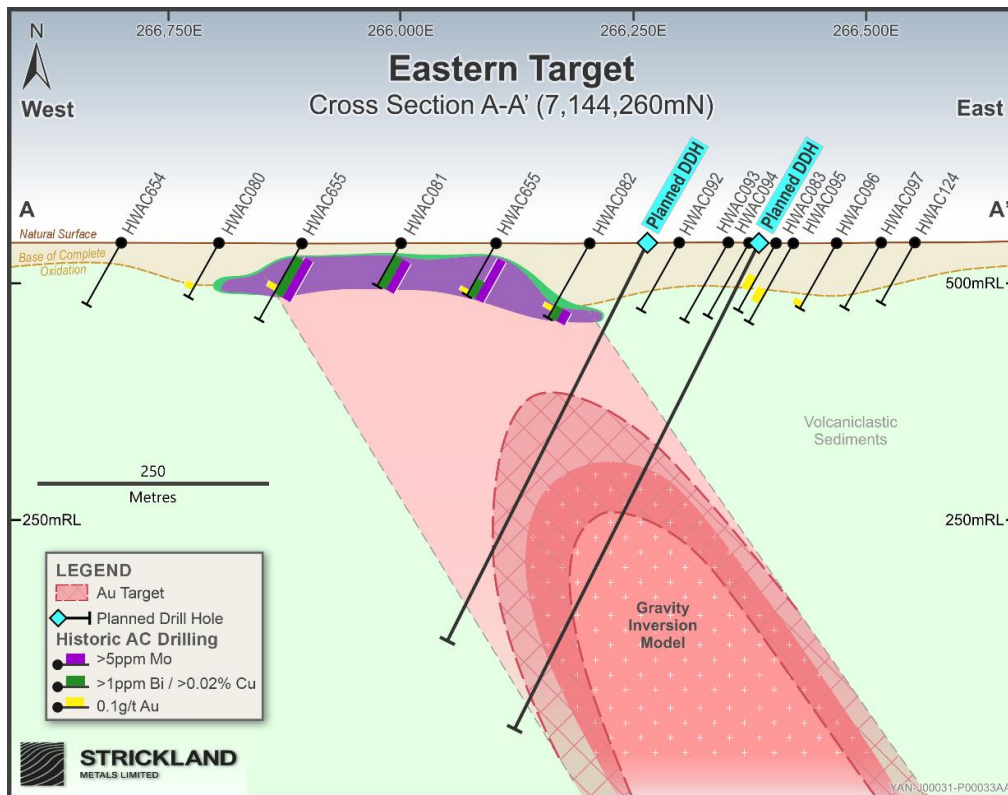 N
266,750E
266,000E
266,250E
266,500E
Eastern Target
Cross Section A-A' (7,144,260mN)
West
East
HWAC654
HWAC080
HWAC655
HWAC081
HWAC655
HWAC082
Planned DDH
HWAC092
HWAC093
HWAC094
Planned DDH
HWAC083
HWAC095
HWAC096
HWAC097
HWAC124
A
A'
Natural Surface
Base of Complete
Oxidation
500mRL
Volcaniclastic
Sediments
250
Metres
250mRL
250mRL
Gravity
Inversion
Model
LEGEND
Au Target
Planned Drill Hole
Historic AC Drilling
>5ppm Mo
>1ppm Bi / >0.02% Cu
0.1g/t Au
STRICKLAND
METALS LIMITED
YAN-J00031-P00033A